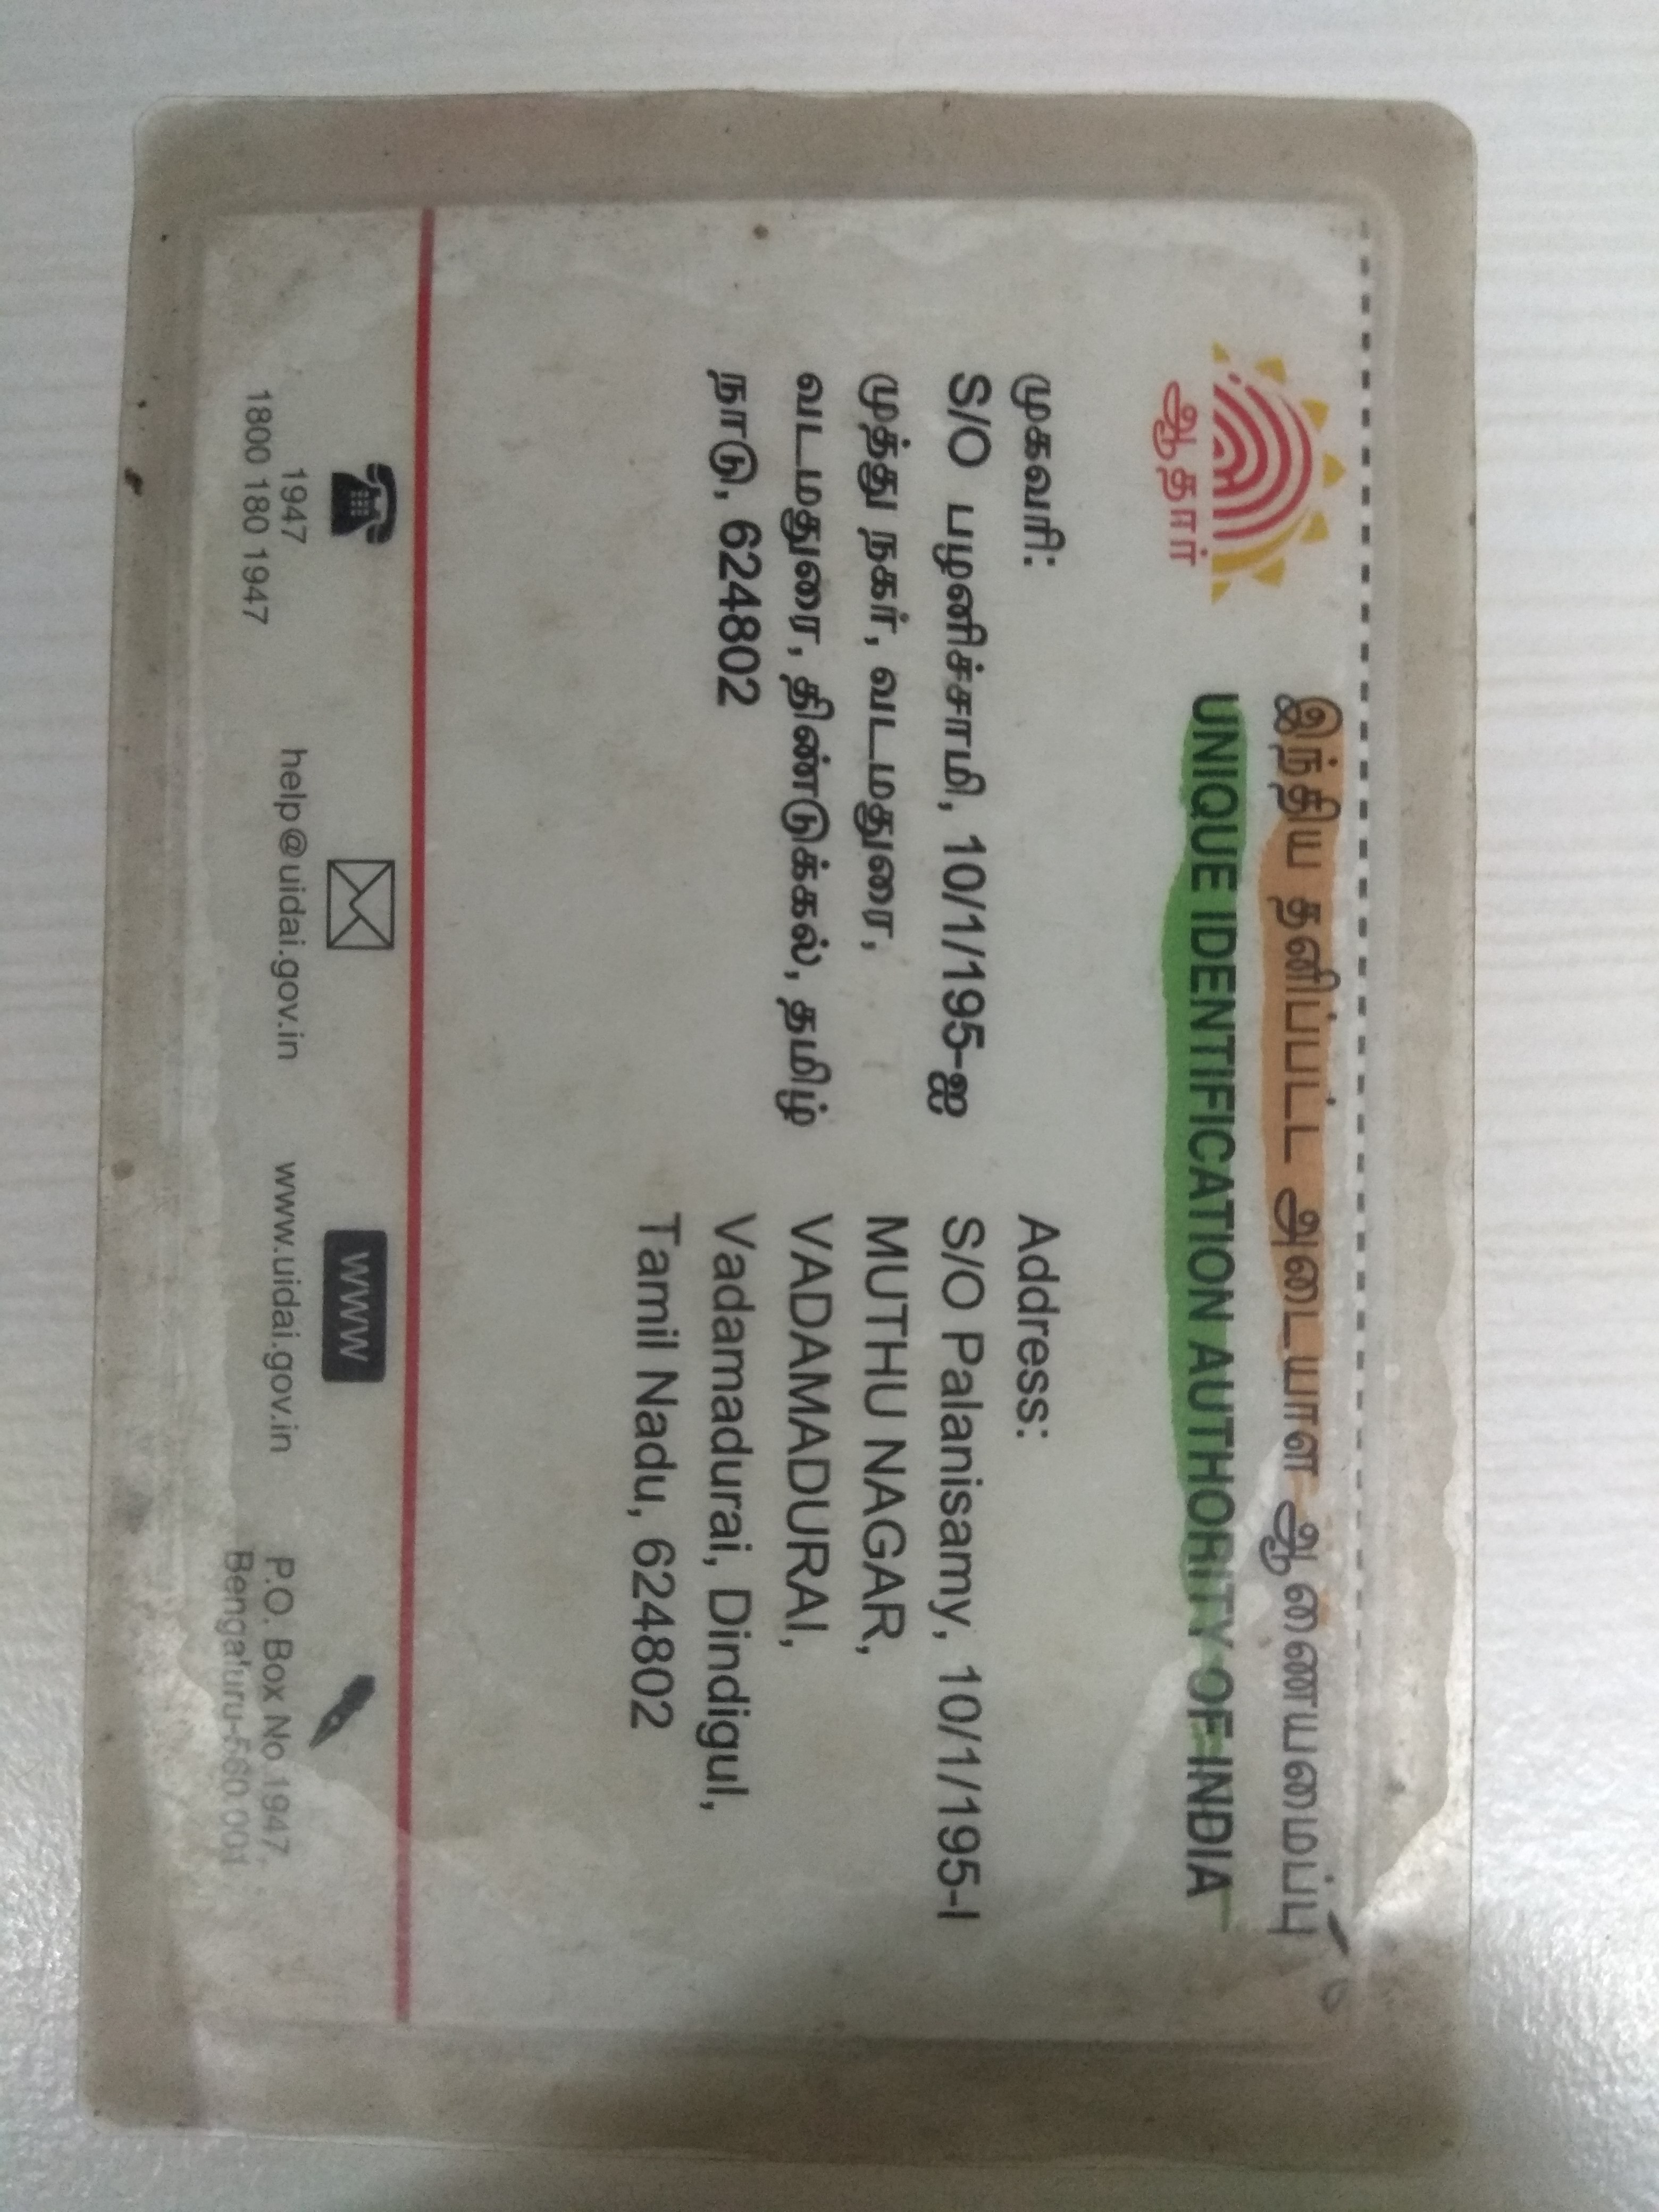 இந்திய தனிப்பட்ட அடையாள ஆணையமைப்பு
UNIQUE IDENTIFICATION AUTHORITY OF INDIA
ஆதார்
முகவரி:
S/O பழனிச்சாமி, 10/1/195-ஐ
முத்து நகர், வடமதுரை,
வடமதுரை, திண்டுக்கல், தமிழ்
நாடு, 624802
Address:
S/O Palanisamy, 10/1/195-I
MUTHU NAGAR,
VADAMADURAI,
Vadamadurai, Dindigul,
Tamil Nadu, 624802
1947
1800 180 1947
help@uidai.gov.in
WWW
www.uidai.gov.in
P.O. Box No.1947,
Bengaluru-560 001